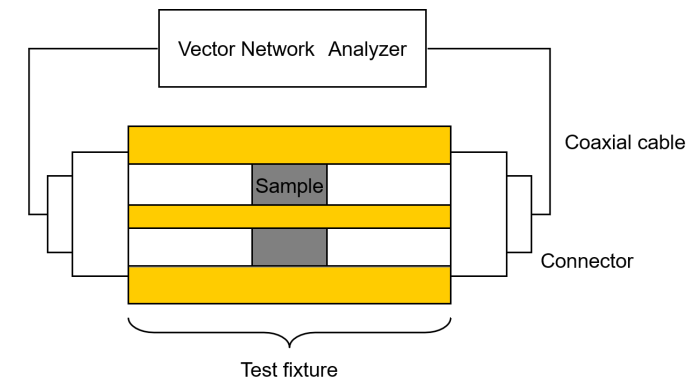 Vector Network Analyzer
Coaxial cable
Sample
Connector
Test fixture